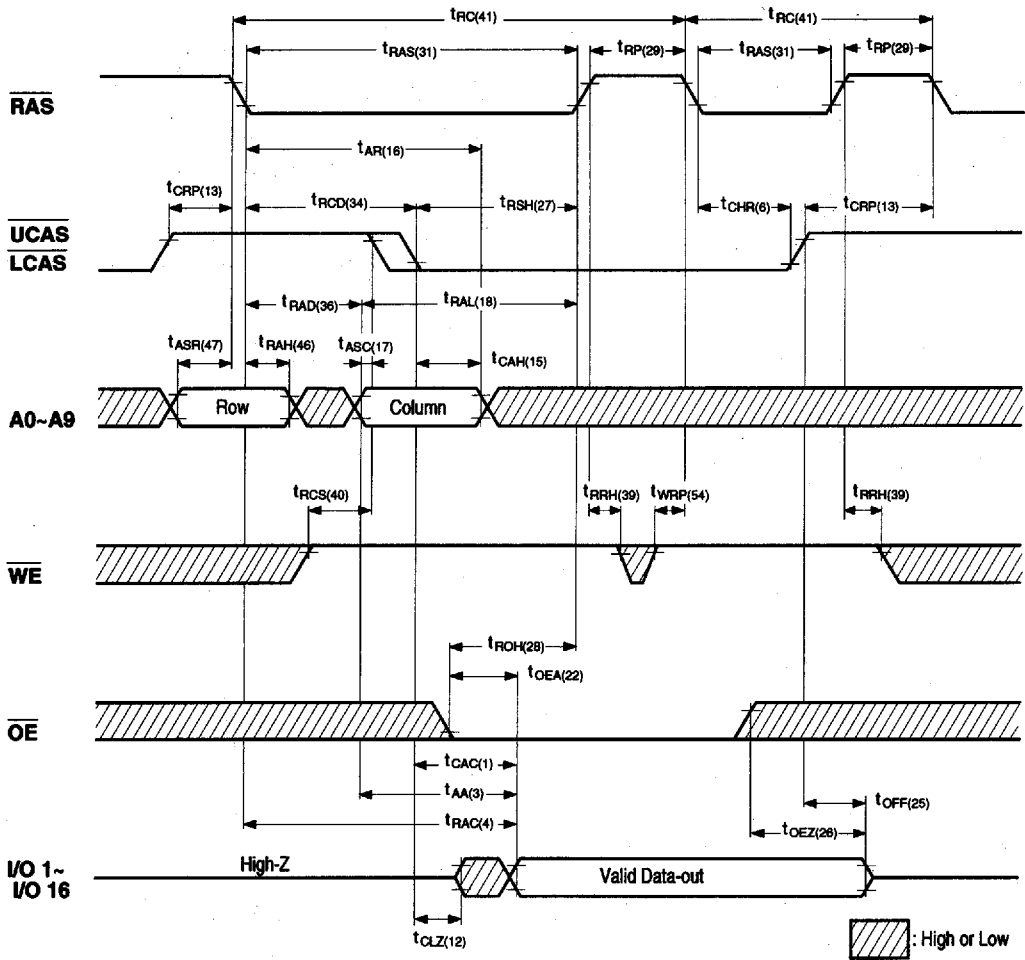 tRC(41) tRC(41)
tRAS(31) tRP(29) tRAS(31) tRP(29)
RAS
tAR(16)
tCRP(13) tRCD(34) tRSH(27) tCHR(6) tCRP(13)
UCAS
LCAS
tRAD(36) tRAL(18)
tASR(47) tRAH(46) tASC(17) tCAH(15)
A0~A9 Row Column
tRCS(40) tRRH(39) tWRP(54) tRRH(39)
WE
tROH(28)
tOEA(22)
OE
tCAC(1)
tAA(3) tOFF(25)
tRAC(4) tOEZ(26)
I/O 1~
I/O 16
High-Z Valid Data-out
tCLZ(12)
: High or Low